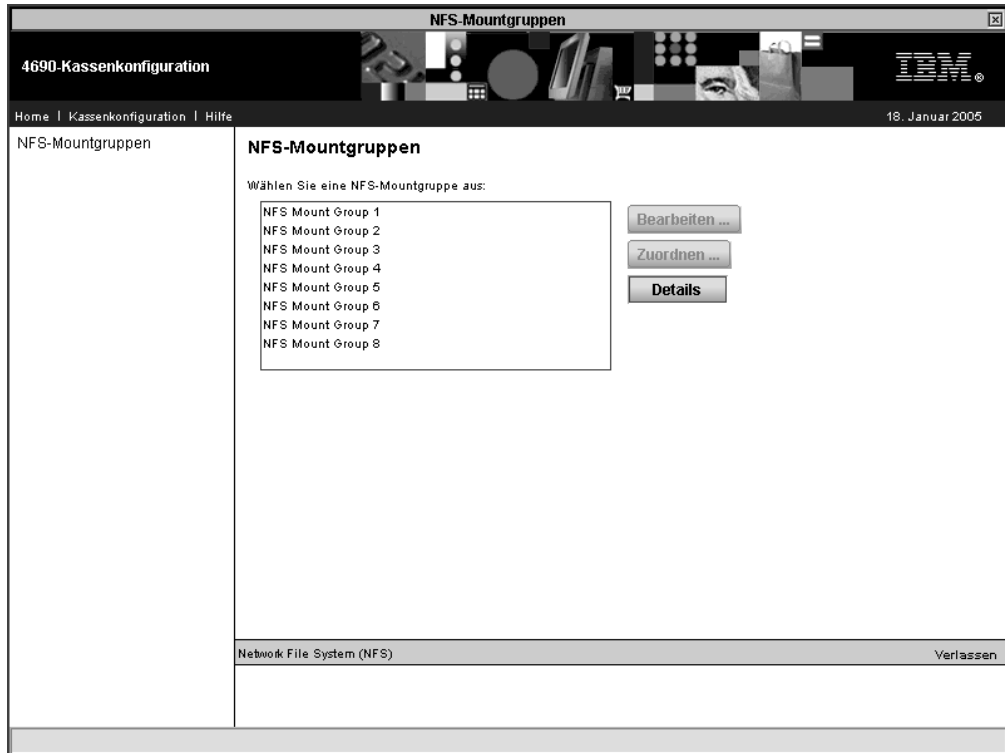 NFS-Mountgruppen
4690-Kassenkonfiguration
IBM®
Home | Kassenkonfiguration | Hilfe
18. Januar 2005
NFS-Mountgruppen
NFS-Mountgruppen
Wählen Sie eine NFS-Mountgruppe aus:
NFS Mount Group 1
NFS Mount Group 2
NFS Mount Group 3
NFS Mount Group 4
NFS Mount Group 5
NFS Mount Group 6
NFS Mount Group 7
NFS Mount Group 8
Bearbeiten ...
Zuordnen ...
Details
Network File System (NFS)
Verlassen